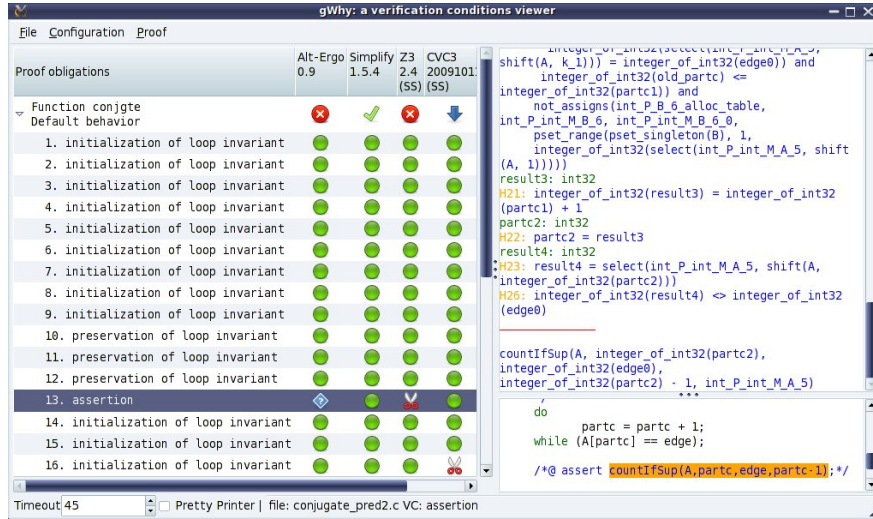 gWhy: a verification conditions viewer
File Configuration Proof
Proof obligations
Alt-Ergo 0.9
Simplify 1.5.4
Z3 2.4 (SS)
CVC3 2009101
(SS)
Function conjgte
Default behavior
1. initialization of loop invariant
2. initialization of loop invariant
3. initialization of loop invariant
4. initialization of loop invariant
5. initialization of loop invariant
6. initialization of loop invariant
7. initialization of loop invariant
8. initialization of loop invariant
9. initialization of loop invariant
10. preservation of loop invariant
11. preservation of loop invariant
12. preservation of loop invariant
13. assertion
14. initialization of loop invariant
15. initialization of loop invariant
16. initialization of loop invariant
integer_of_int32(select(int_P_int_M_A_5,
shift(A, k_1))) = integer_of_int32(edge0)) and
integer_of_int32(old_partc) <=
integer_of_int32(partc1)) and
not_assigns(int_P_B_6_alloc_table,
int_P_int_M_B_6, int_P_int_M_B_6_0,
pset_range(pset_singleton(B), 1,
integer_of_int32(select(int_P_int_M_A_5, shift
(A, 1)))))
result3: int32
H21: integer_of_int32(result3) = integer_of_int32
(partc1) + 1
partc2: int32
H22: partc2 = result3
result4: int32
H23: result4 = select(int_P_int_M_A_5, shift(A,
integer_of_int32(partc2)))
H26: integer_of_int32(result4) <> integer_of_int32
(edge0)
countIfSup(A, integer_of_int32(partc2),
integer_of_int32(edge0),
integer_of_int32(partc2) - 1, int_P_int_M_A_5)
do
partc = partc + 1;
while (A[partc] == edge);
/*@ assert countIfSup(A,partc,edge,partc-1);*/
Timeout 45 Pretty Printer | file: conjugate_pred2.c VC: assertion